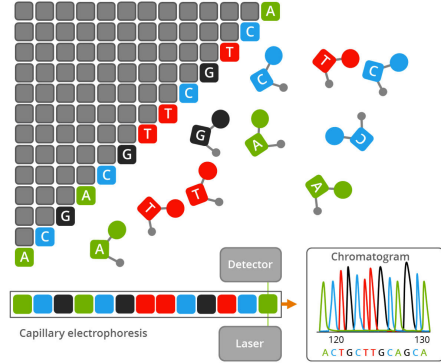 A
C
T
G
C
T
T
G
C
A
G
C
A
C
T
C
G
A
C
A
T
T
A
Detector
Chromatogram
Capillary electrophoresis
Laser
120 130
ACTGCTTGCAGCA